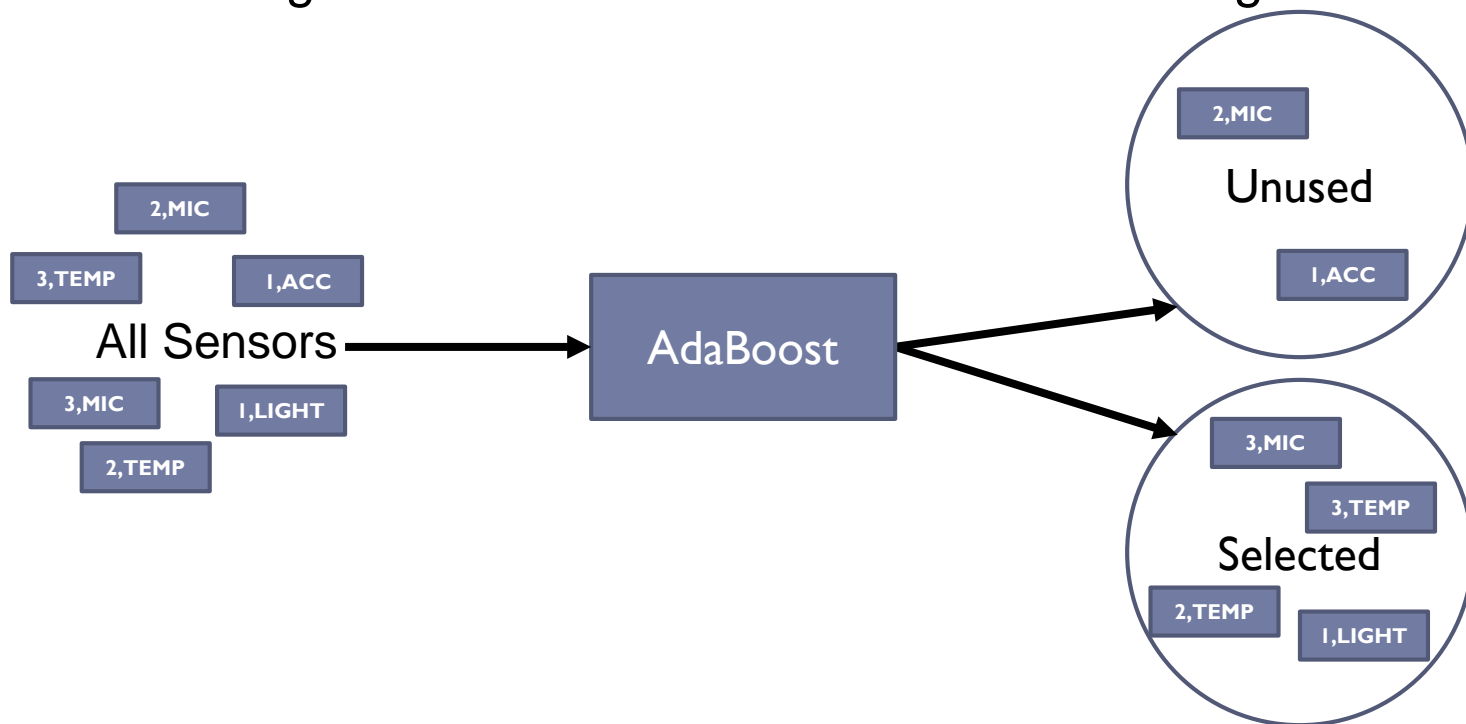 2,MIC
3,TEMP
1,ACC
All Sensors
3,MIC
1,LIGHT
2,TEMP
AdaBoost
2,MIC
Unused
1,ACC
3,MIC
3,TEMP
Selected
2,TEMP
1,LIGHT